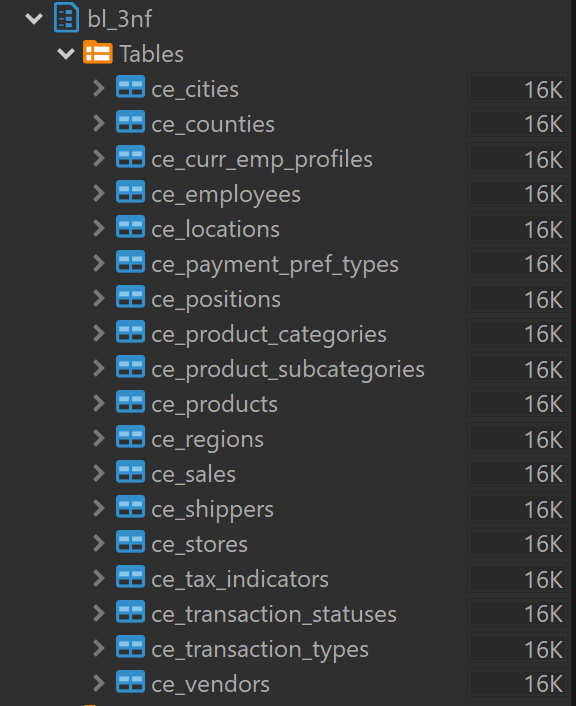 bl_3nf
Tables
ce_cities 16K
ce_counties 16K
ce_curr_emp_profiles 16K
ce_employees 16K
ce_locations 16K
ce_payment_pref_types 16K
ce_positions 16K
ce_product_categories 16K
ce_product_subcategories 16K
ce_products 16K
ce_regions 16K
ce_sales 16K
ce_shippers 16K
ce_stores 16K
ce_tax_indicators 16K
ce_transaction_statuses 16K
ce_transaction_types 16K
ce_vendors 16K